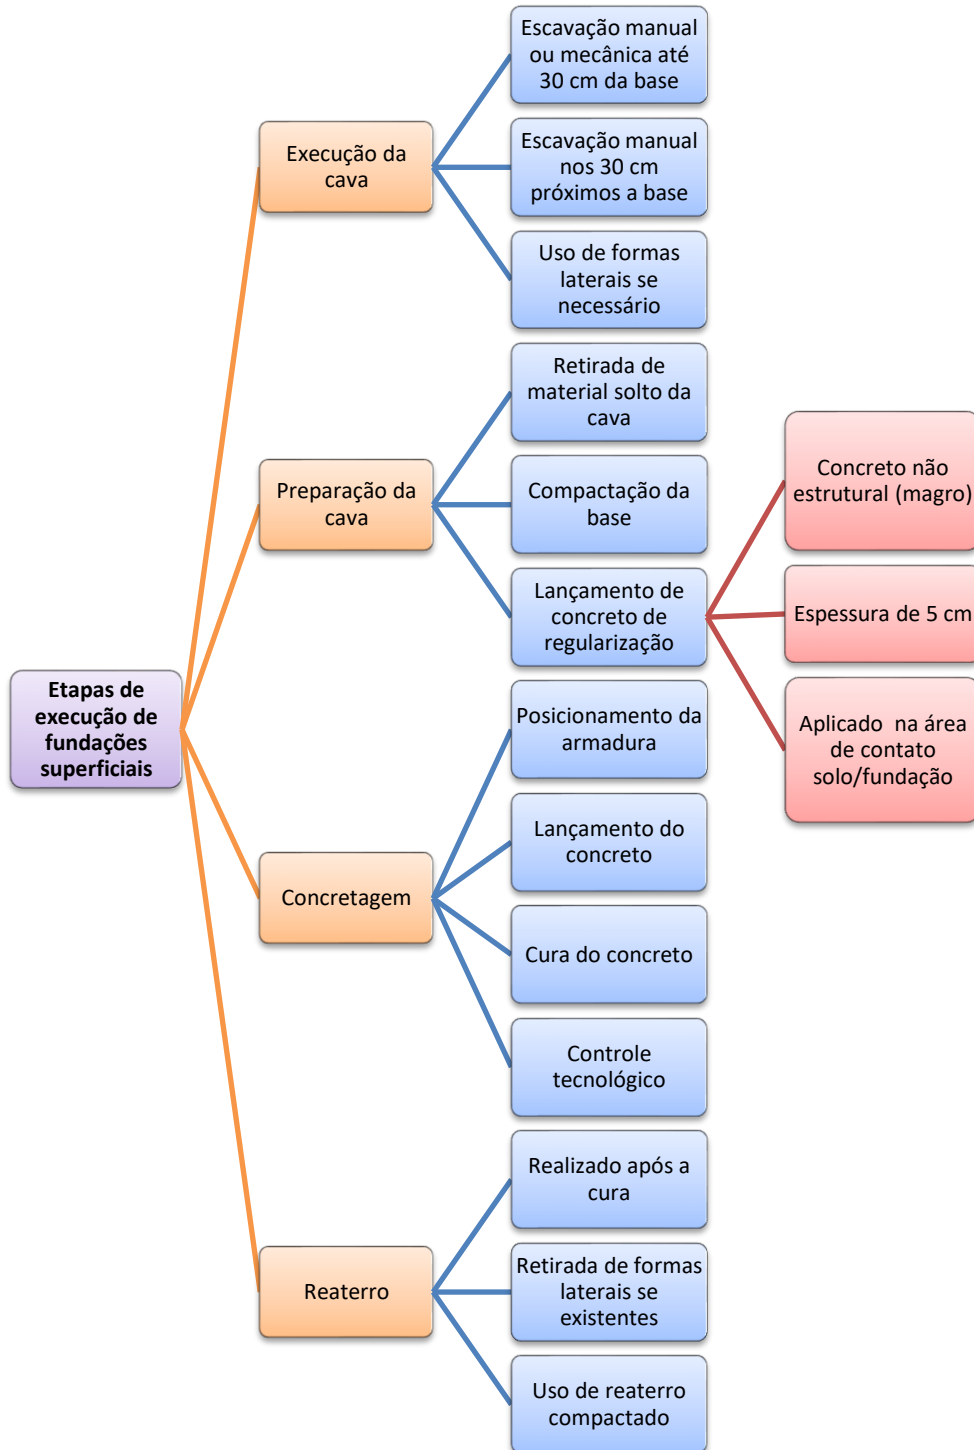 Etapas de
execução de
fundações
superficiais
Execução da
cava
Escavação manual
ou mecânica até
30 cm da base
Escavação manual
nos 30 cm
próximos a base
Uso de formas
laterais se
necessário
Preparação da
cava
Retirada de
material solto da
cava
Compactação da
base
Lançamento de
concreto de
regularização
Concreto não
estrutural (magro)
Espessura de 5 cm
Aplicado na área
de contato
solo/fundação
Concretagem
Posicionamento da
armadura
Lançamento do
concreto
Cura do concreto
Controle
tecnológico
Reaterro
Realizado após a
cura
Retirada de formas
laterais se
existentes
Uso de reaterro
compactado